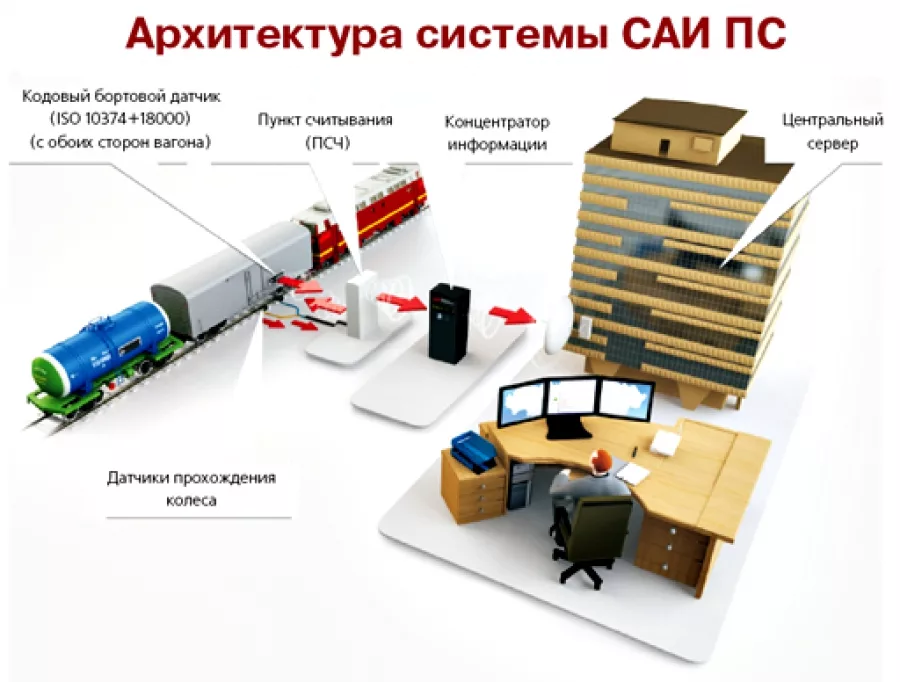 Архитектура системы САИ ПС
Кодовый бортовой датчик
(ISO 10374+18000)
(с обоих сторон вагона)
Пункт считывания
(ПСЧ)
Концентратор
информации
Центральный
сервер
Датчики прохождения
колеса